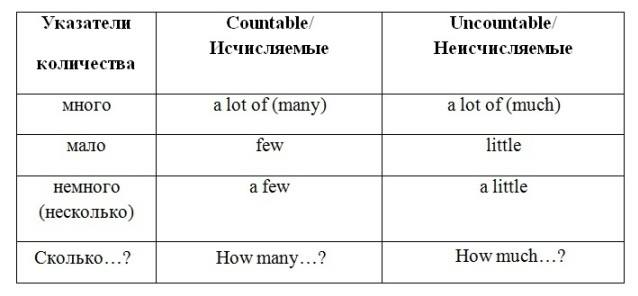 Указатели
количества
Countable/
Исчисляемые
Uncountable/
Неисчисляемые
много
a lot of (many)
a lot of (much)
мало
few
little
немного
(несколько)
a few
a little
Сколько…?
How many…?
How much…?